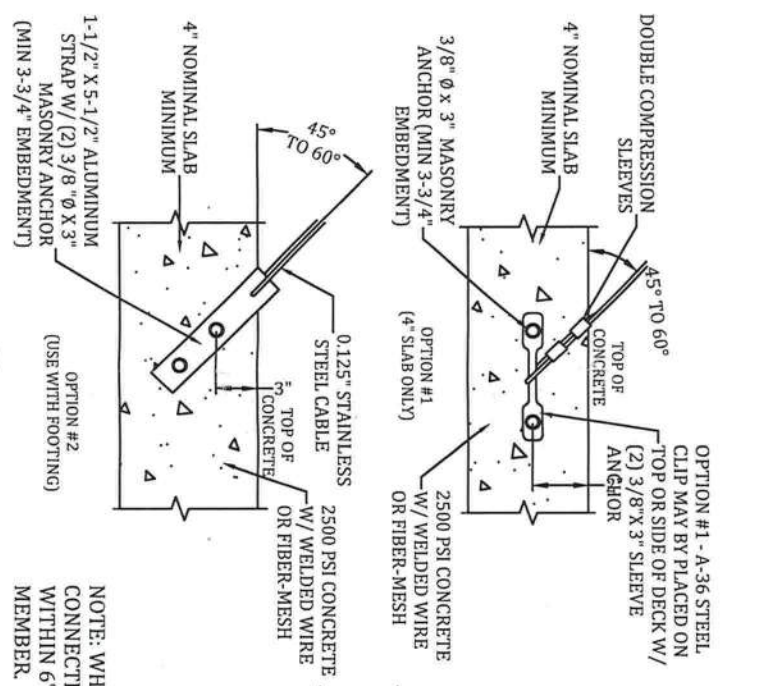 DOUBLE COMPRESSION
SLEEVES
4" NOMINAL SLAB
MINIMUM
3/8" Ø x 3" MASONRY
ANCHOR (MIN 3-3/4"
EMBEDMENT)
45° TO 60°
TOP OF
CONCRETE
OPTION #1
(4" SLAB ONLY)
OPTION #1 - A-36 STEEL
CLIP MAY BY PLACED ON
TOP OR SIDE OF DECK W/
(2) 3/8"X 3" SLEEVE
ANCHOR
2500 PSI CONCRETE
W/ WELDED WIRE
OR FIBER-MESH
45°
TO 60°
4" NOMINAL SLAB
MINIMUM
1-1/2" X 5-1/2" ALUMINUM
STRAP W/ (2) 3/8 "Ø X 3"
MASONRY ANCHOR
(MIN 3-3/4" EMBEDMENT)
0.125" STAINLESS
STEEL CABLE
3"
TOP OF
CONCRETE
OPTION #2
(USE WITH FOOTING)
2500 PSI CONCRETE
W/ WELDED WIRE
OR FIBER-MESH
NOTE: WH
CONNECTI
WITHIN 6"
MEMBER.